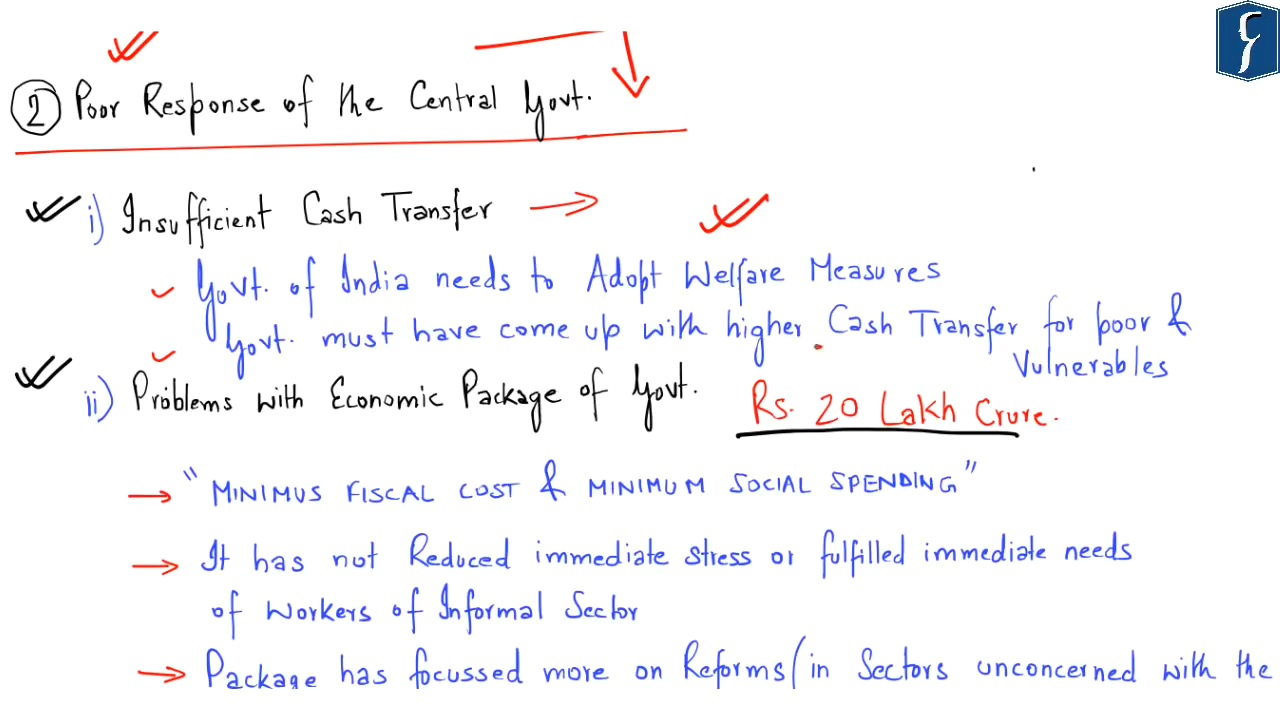 ② Poor Response of the Central Govt.
i) Insufficient Cash Transfer →
Govt. of India needs to Adopt Welfare Measures
Govt. must have come up with higher Cash Transfer for poor &
Vulnerables
ii) Problems with Economic Package of Govt. Rs. 20 Lakh Crure.
→ "MINIMUS FISCAL COST & MINIMUM SOCIAL SPENDING"
→ It has not Reduced immediate stress or fulfilled immediate needs
of workers of Informal Sector
→ Package has focussed more on Reforms/in Sectors unconcerned with the